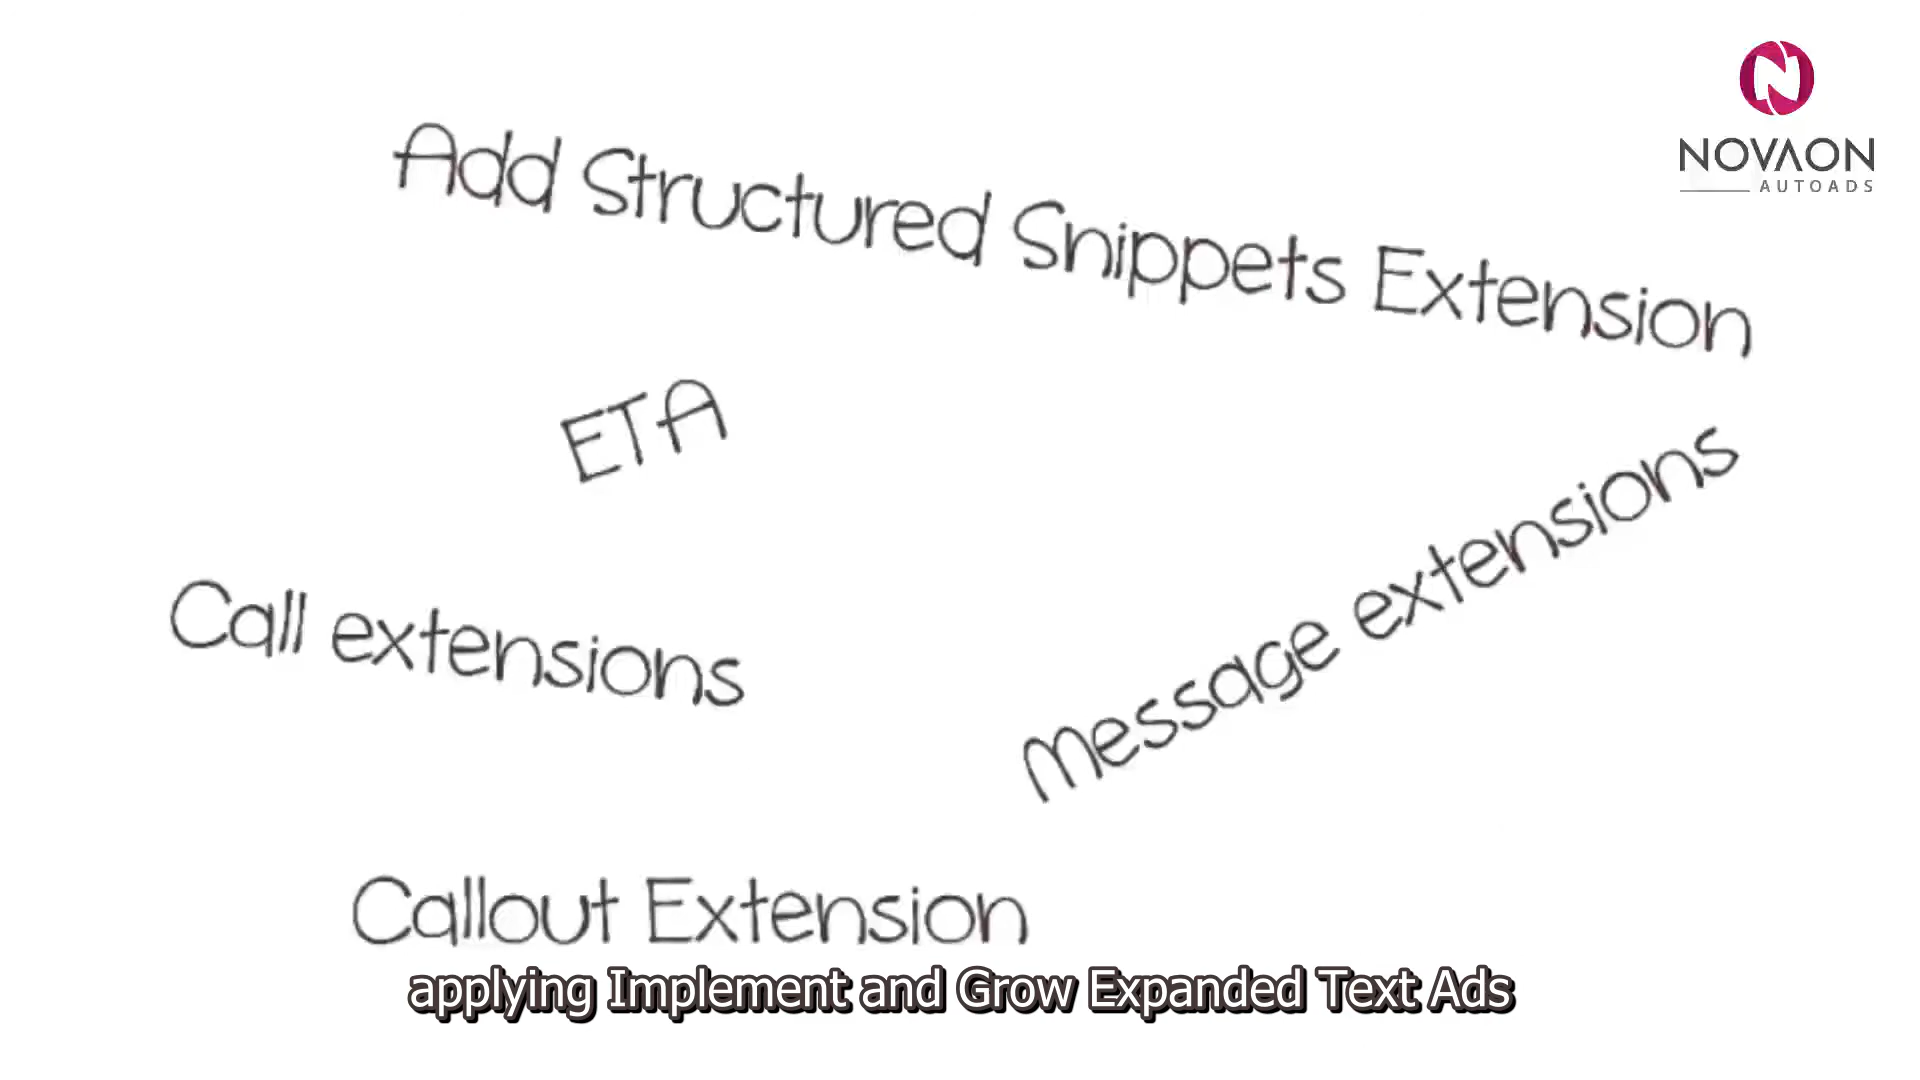 NOVAON
AUTOADS
Add Structured Snippets Extension
ETA
Message extensions
Call extensions
Callout Extension
applying Implement and Grow Expanded Text Ads